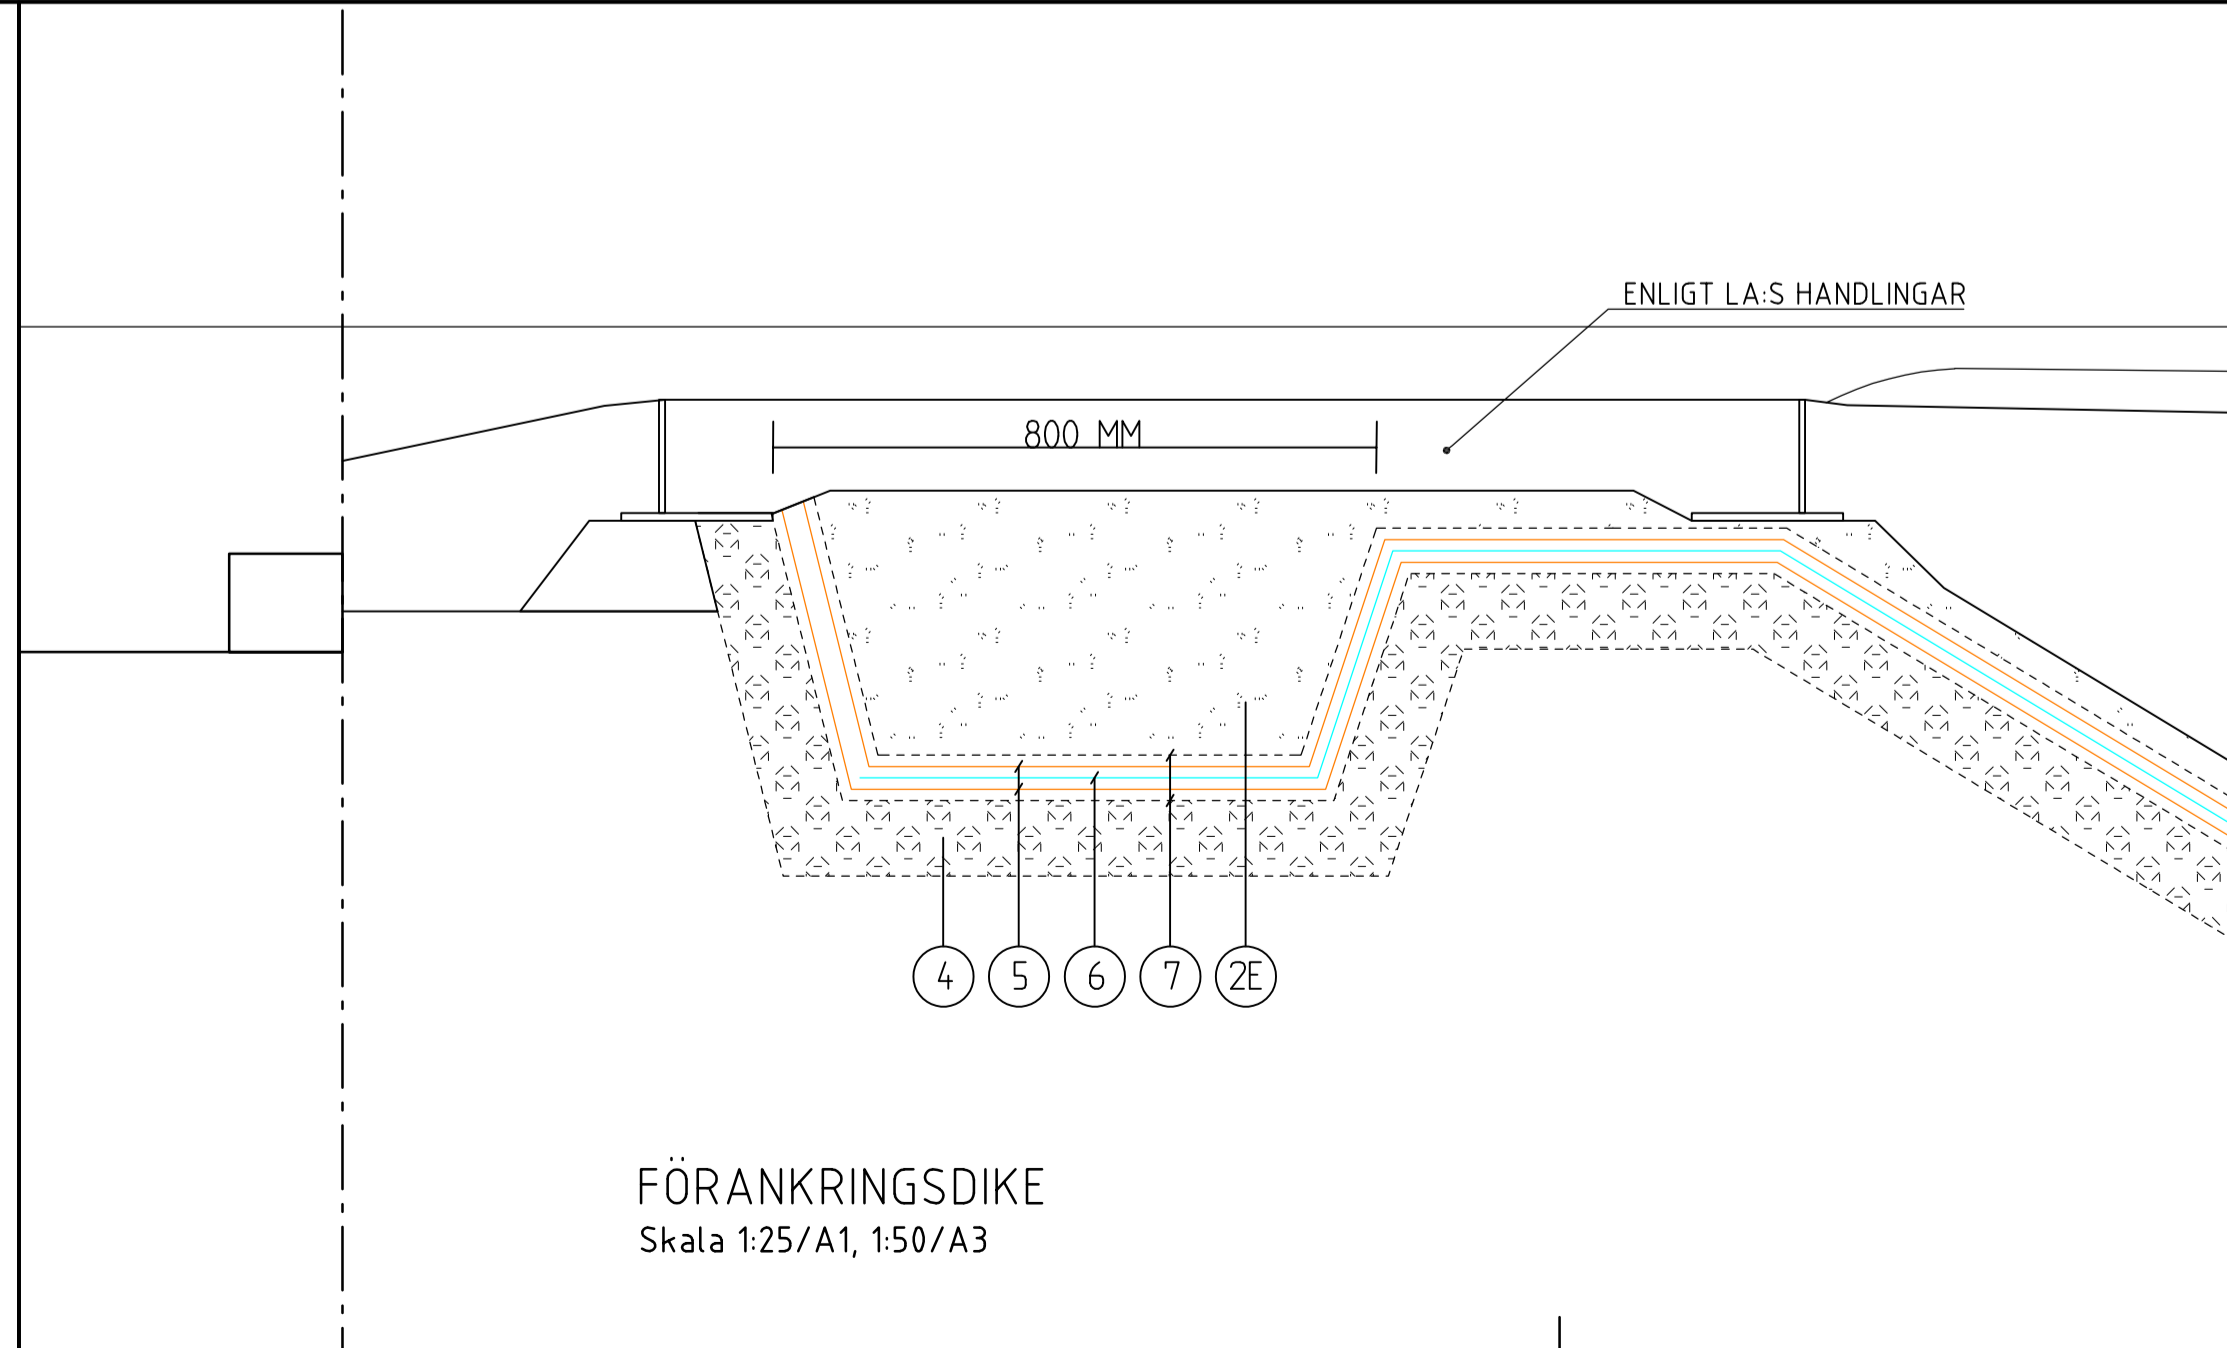 ENLIGT LA:S HANDLINGAR
800 MM
4 5 6 7 2E
FÖRANKRINGSDIKE
Skala 1:25/A1, 1:50/A3